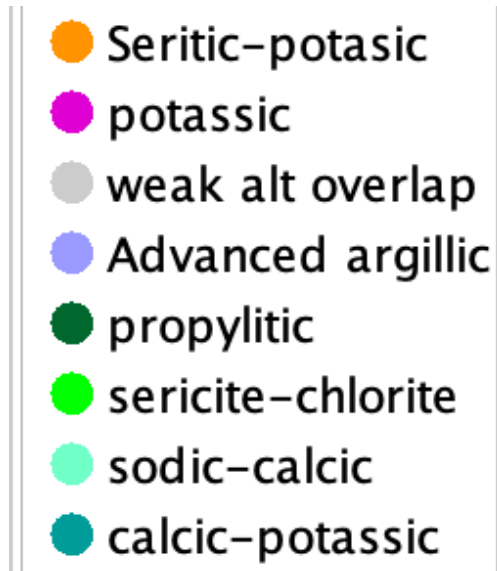 Seritic-potasic
potassic
weak alt overlap
Advanced argillic
propylitic
sericite-chlorite
sodic-calcic
calcic-potassic